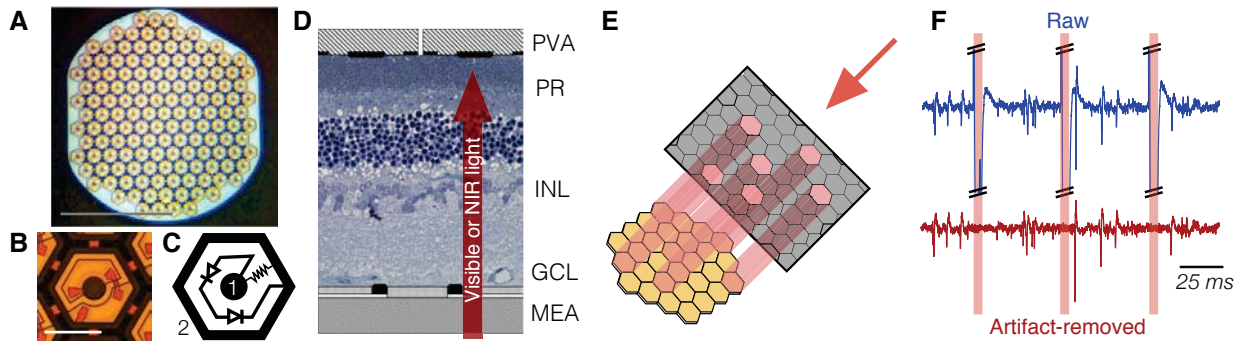 A
B
C
1
2
D
PVA
PR
INL
GCL
MEA
Visible or NIR light
E
F
Raw
25 ms
Artifact-removed